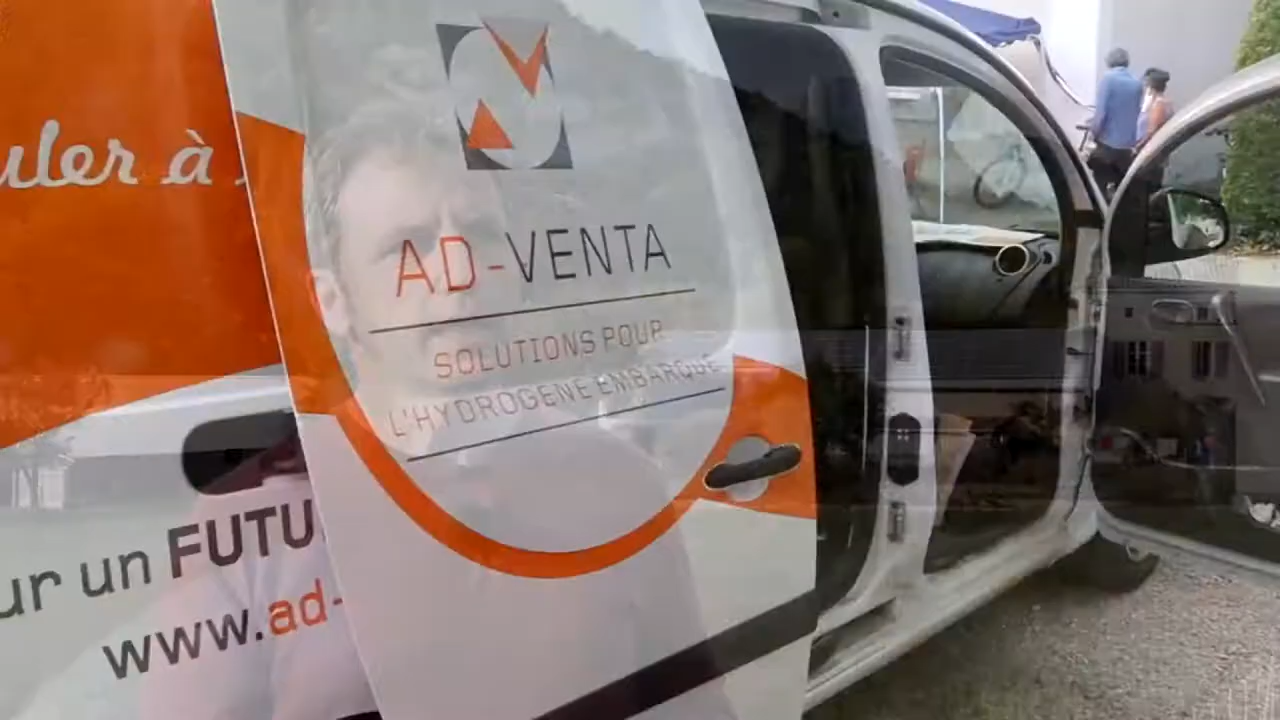 uler à
AD-VENTA
SOLUTIONS POUR
L'HYDROGENE EMBARQUE
ur un FUTU
www.ad-